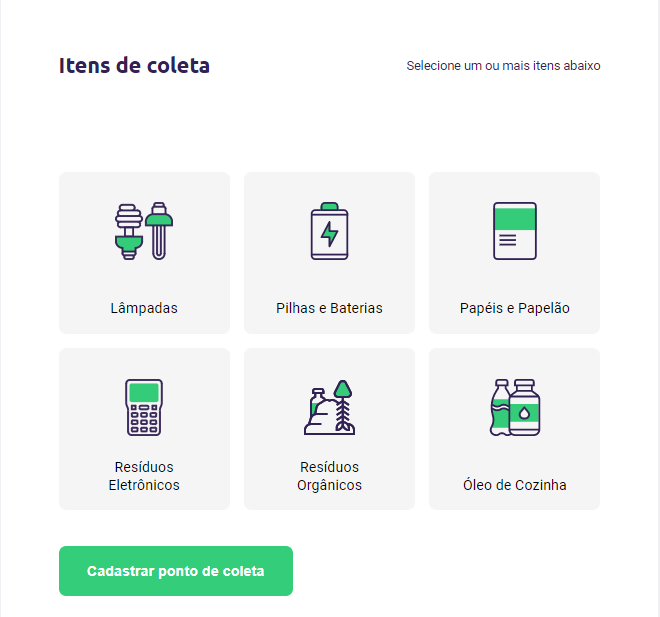 Itens de coleta
Selecione um ou mais itens abaixo
Lâmpadas
Pilhas e Baterias
Papéis e Papelão
Resíduos
Eletrônicos
Resíduos
Orgânicos
Óleo de Cozinha
Cadastrar ponto de coleta